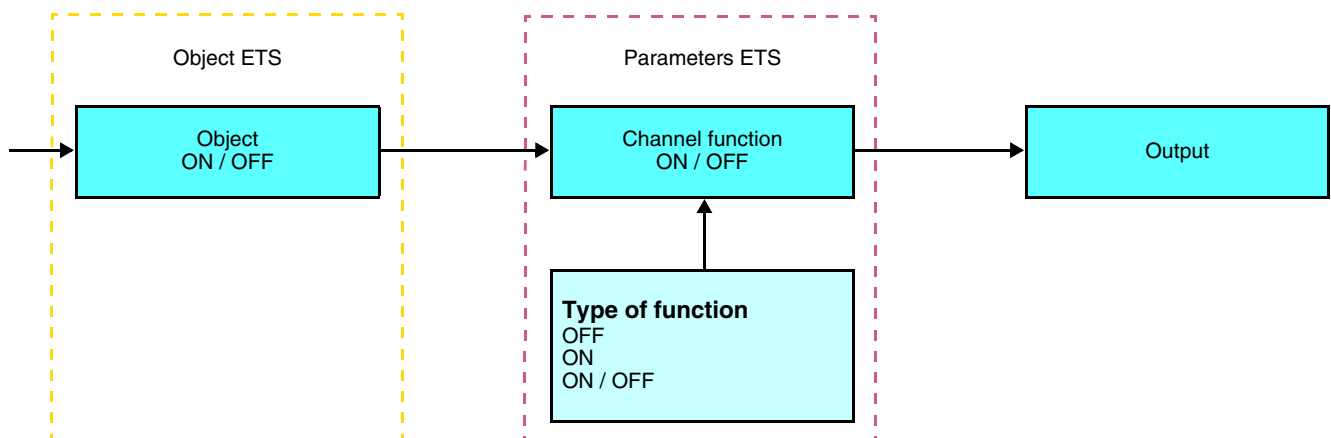 Object ETS
Parameters ETS
Object
ON / OFF
Channel function
ON / OFF
Output
Type of function
OFF
ON
ON / OFF